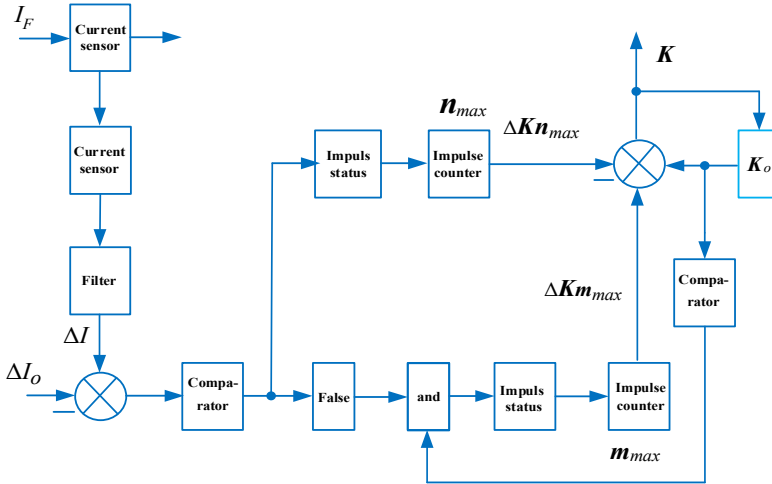 I_F
Current
sensor
K
n_max
ΔKn_max
Current
sensor
Impuls
status
Impulse
counter
K_o
Filter
Compa-
rator
ΔKm_max
ΔI
ΔI_o
Compa-
rator
False
and
Impuls
status
Impulse
counter
m_max